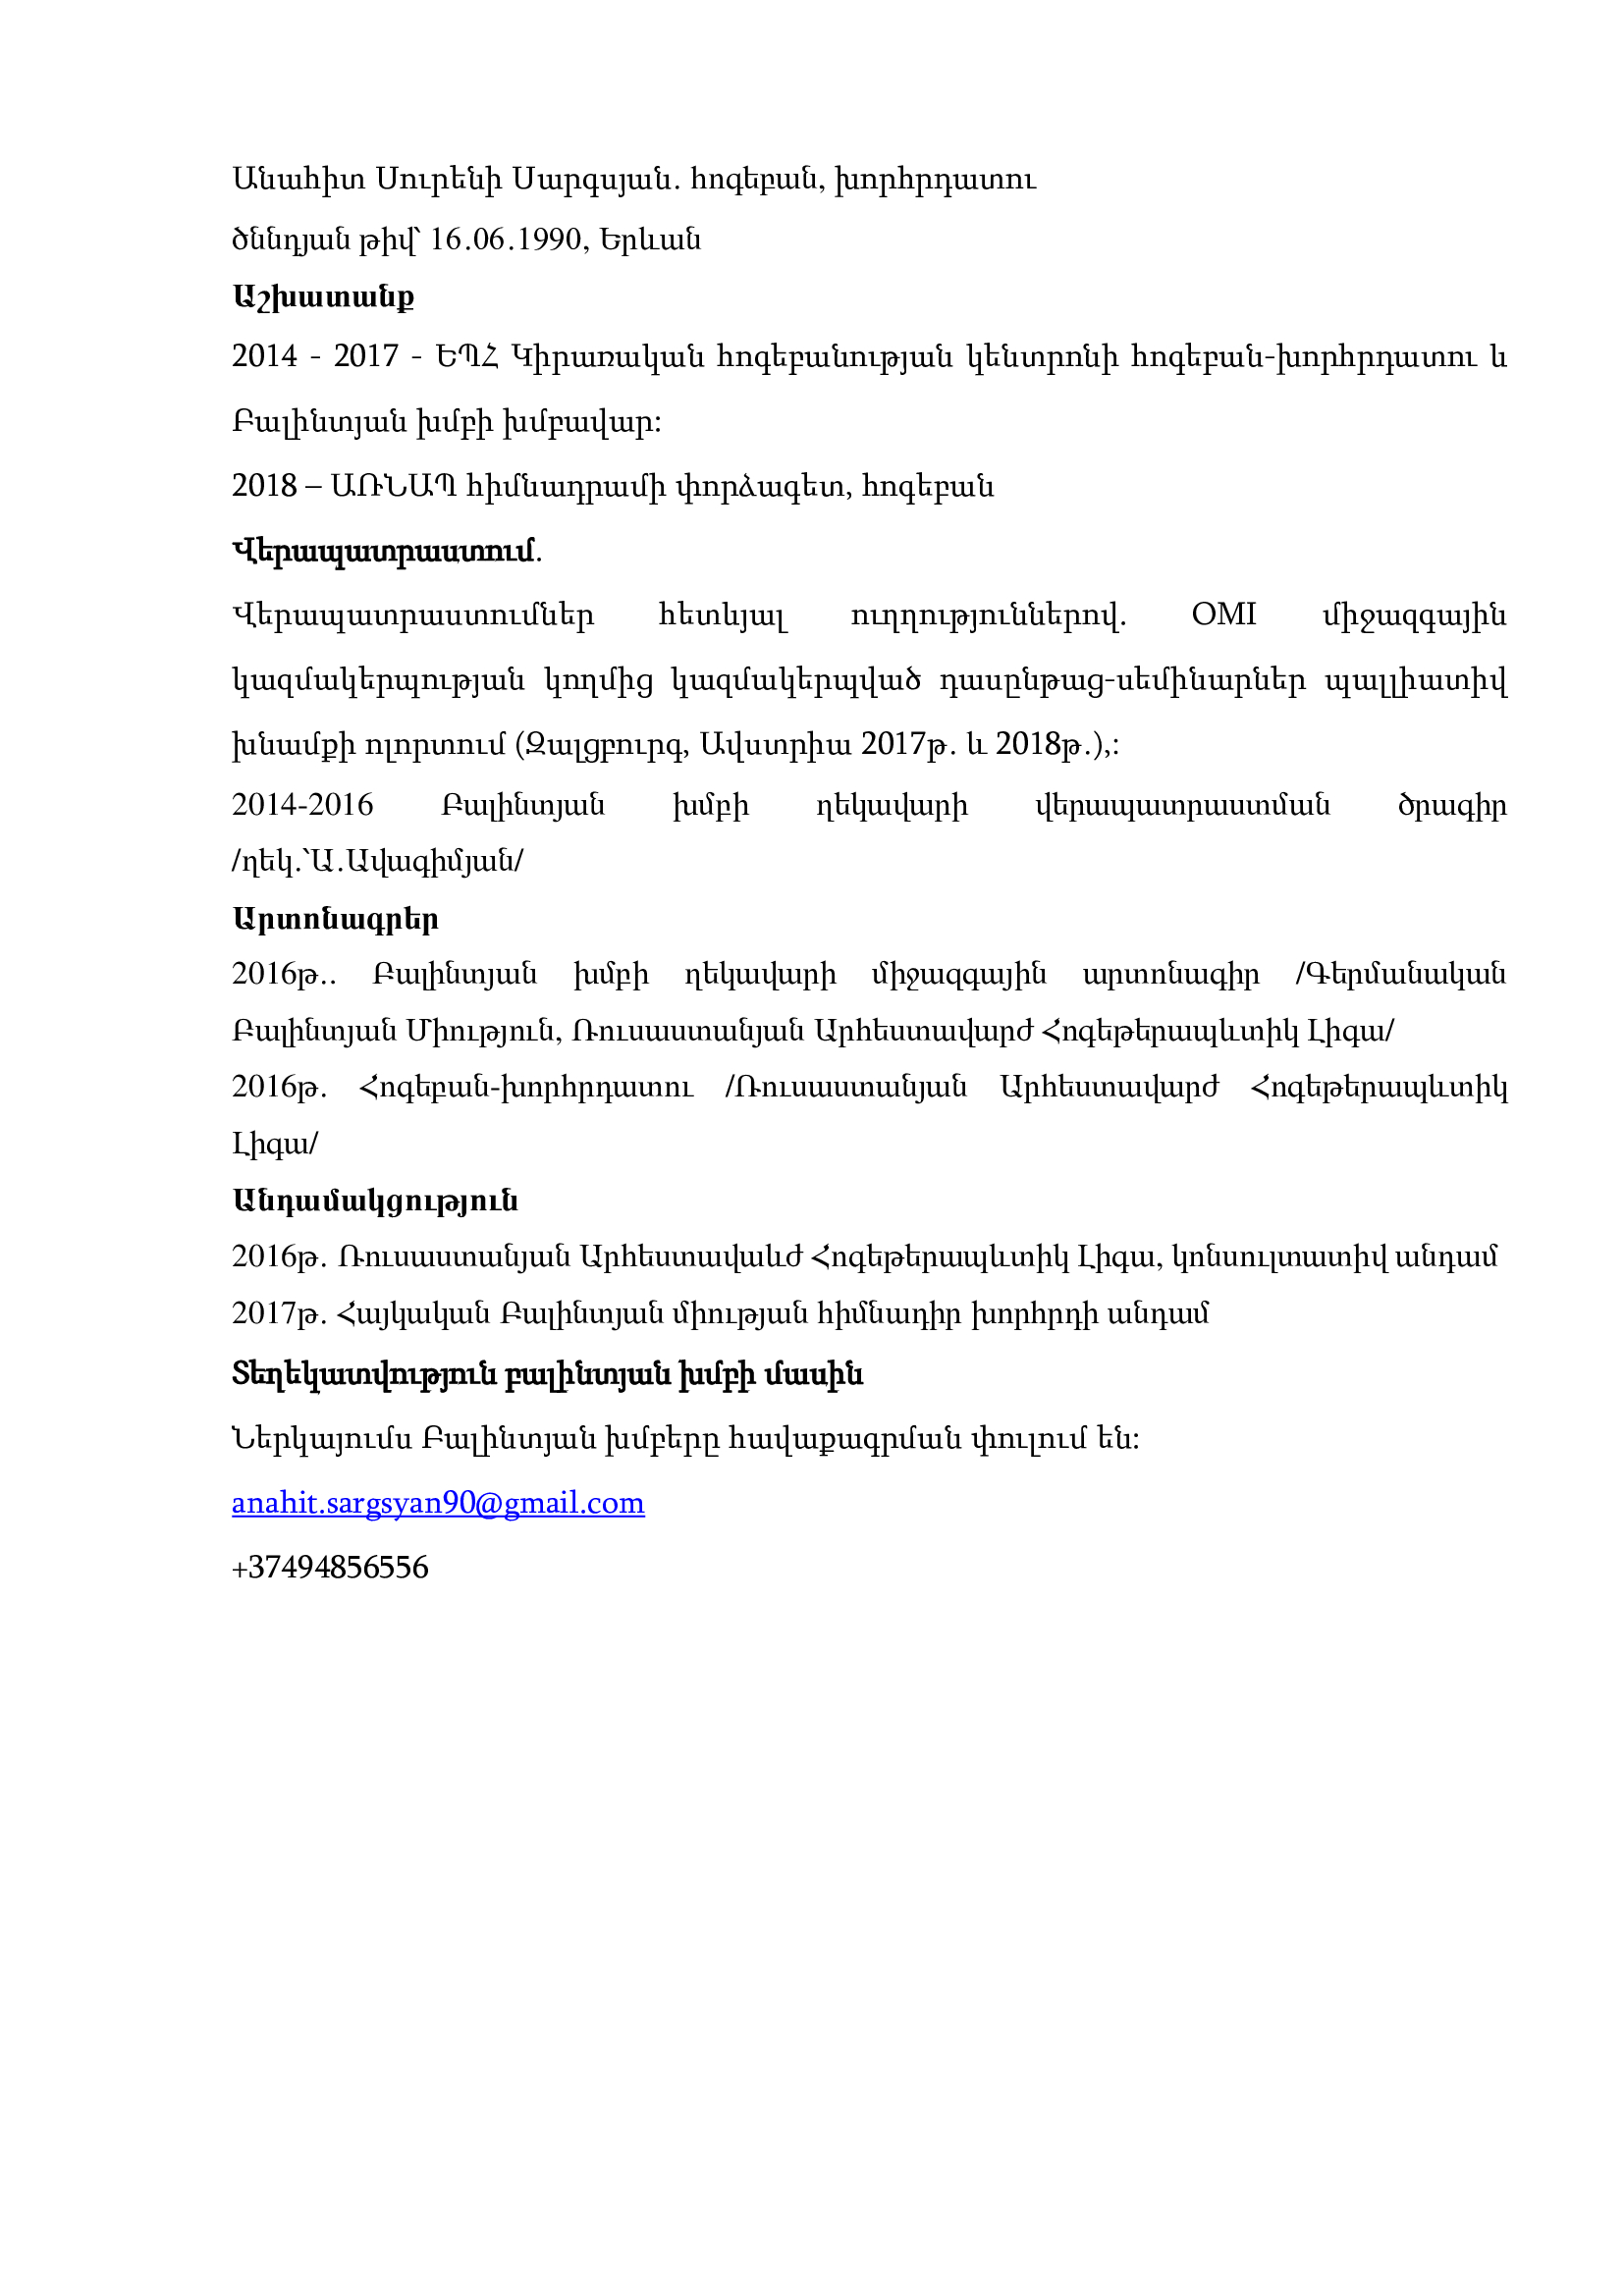 Անահիտ Սուրենի Սարգսյան. հոգեբան, խորհրդատու
ծննդյան թիվ՝ 16.06.1990, Երևան
Աշխատանք
2014 - 2017 - ԵՊՀ Կիրառական հոգեբանության կենտրոնի հոգեբան-խորհրդատու և
Բալինտյան խմբի խմբավար:
2018 – ԱՌՆԱՊ հիմնադրամի փորձագետ, հոգեբան
Վերապատրաստում.
Վերապատրաստումներ հետևյալ ուղղություններով. OMI միջազգային
կազմակերպության կողմից կազմակերպված դասընթաց-սեմինարներ պալլիատիվ
խնամքի ոլորտում (Զալցբուրգ, Ավստրիա 2017թ. և 2018թ.),:
2014-2016 Բալինտյան խմբի ղեկավարի վերապատրաստման ծրագիր
/ղեկ.՝Ա.Ավագիմյան/
Արտոնագրեր
2016թ.. Բալինտյան խմբի ղեկավարի միջազգային արտոնագիր /Գերմանական
Բալինտյան Միություն, Ռուսաստանյան Արհեստավարժ Հոգեթերապևտիկ Լիգա/
2016թ. Հոգեբան-խորհրդատու /Ռուսաստանյան Արհեստավարժ Հոգեթերապևտիկ
Լիգա/
Անդամակցություն
2016թ. Ռուսաստանյան Արհեստավաևժ Հոգեթերապևտիկ Լիգա, կոնսուլտատիվ անդամ
2017թ. Հայկական Բալինտյան միության հիմնադիր խորհրդի անդամ
Տեղեկատվություն բալինտյան խմբի մասին
Ներկայումս Բալինտյան խմբերը հավաքագրման փուլում են:
anahit.sargsyan90@gmail.com
+37494856556